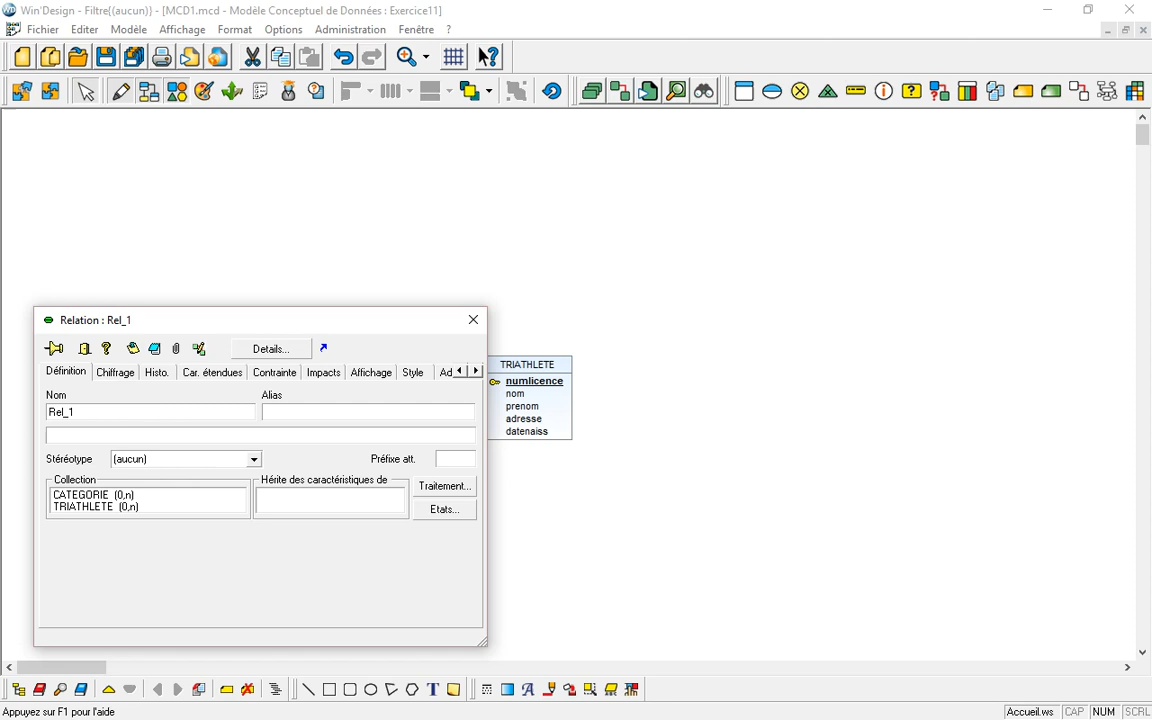 Win'Design - Filtre{(aucun)} - [MCD1.mcd - Modèle Conceptuel de Données : Exercice11]
Fichier Editer Modèle Affichage Format Options Administration Fenêtre ?
Relation : Rel_1
Details...
Définition Chiffrage Histo. Car. étendues Contrainte Impacts Affichage Style Ad
Nom Alias
Rel_1
Stéréotype (aucun) Préfixe att.
Collection Hérite des caractéristiques de
CATEGORIE (0,n)
TRIATHLETE (0,n)
Traitement...
Etats...
TRIATHLETE
numlicence
nom
prenom
adresse
datenaiss
Appuyez sur F1 pour l'aide
Accueil.ws CAP NUM SCRL